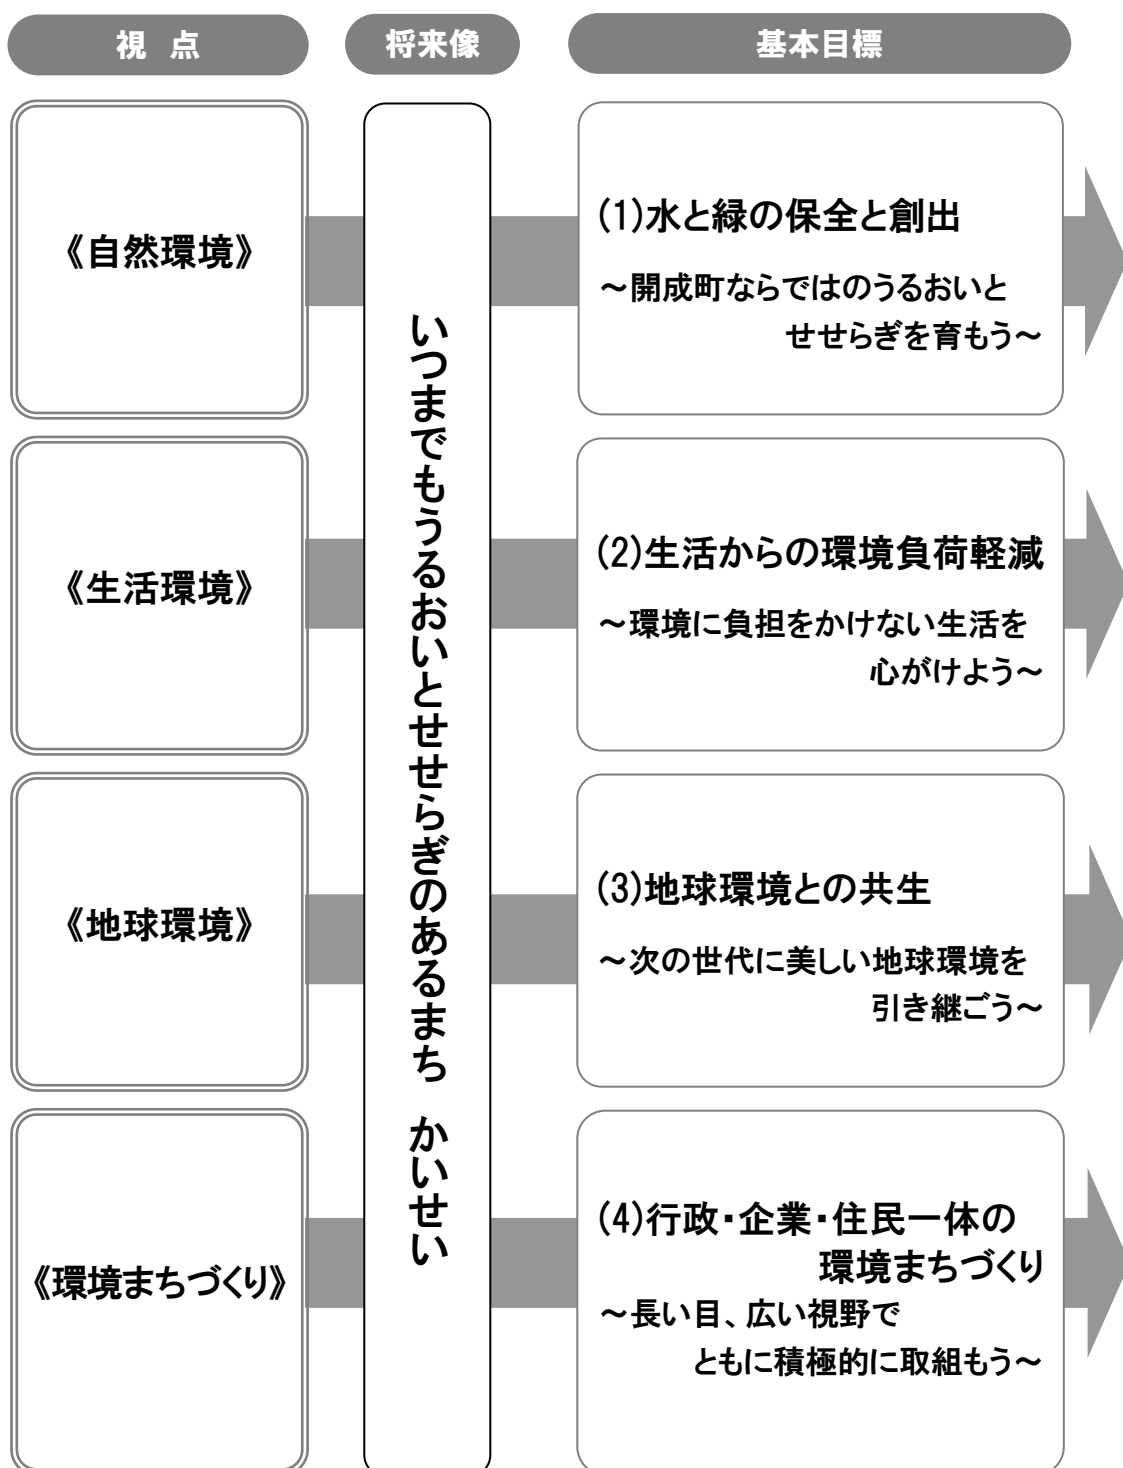 視 点
将来像
基本目標
《自然環境》
《生活環境》
《地球環境》
《環境まちづくり》
いつまでもうるおいとせせらぎのあるまち かいせい
(1)水と緑の保全と創出
～開成町ならではのうるおいと
せせらぎを育もう～
(2)生活からの環境負荷軽減
～環境に負担をかけない生活を
心がけよう～
(3)地球環境との共生
～次の世代に美しい地球環境を
引き継ごう～
(4)行政・企業・住民一体の
環境まちづくり
～長い目、広い視野で
ともに積極的に取組もう～